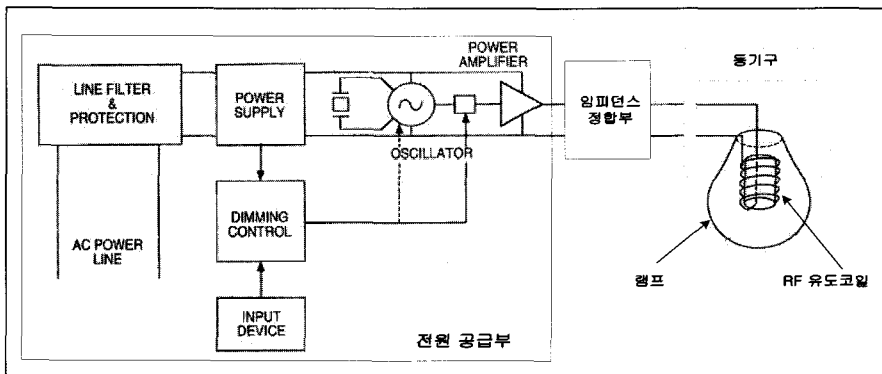 LINE FILTER
&
PROTECTION
POWER
SUPPLY
POWER
AMPLIFIER
OSCILLATOR
임피던스
정합부
등기구
DIMMING
CONTROL
AC POWER
LINE
INPUT
DEVICE
전원 공급부
램프
RF 유도코일